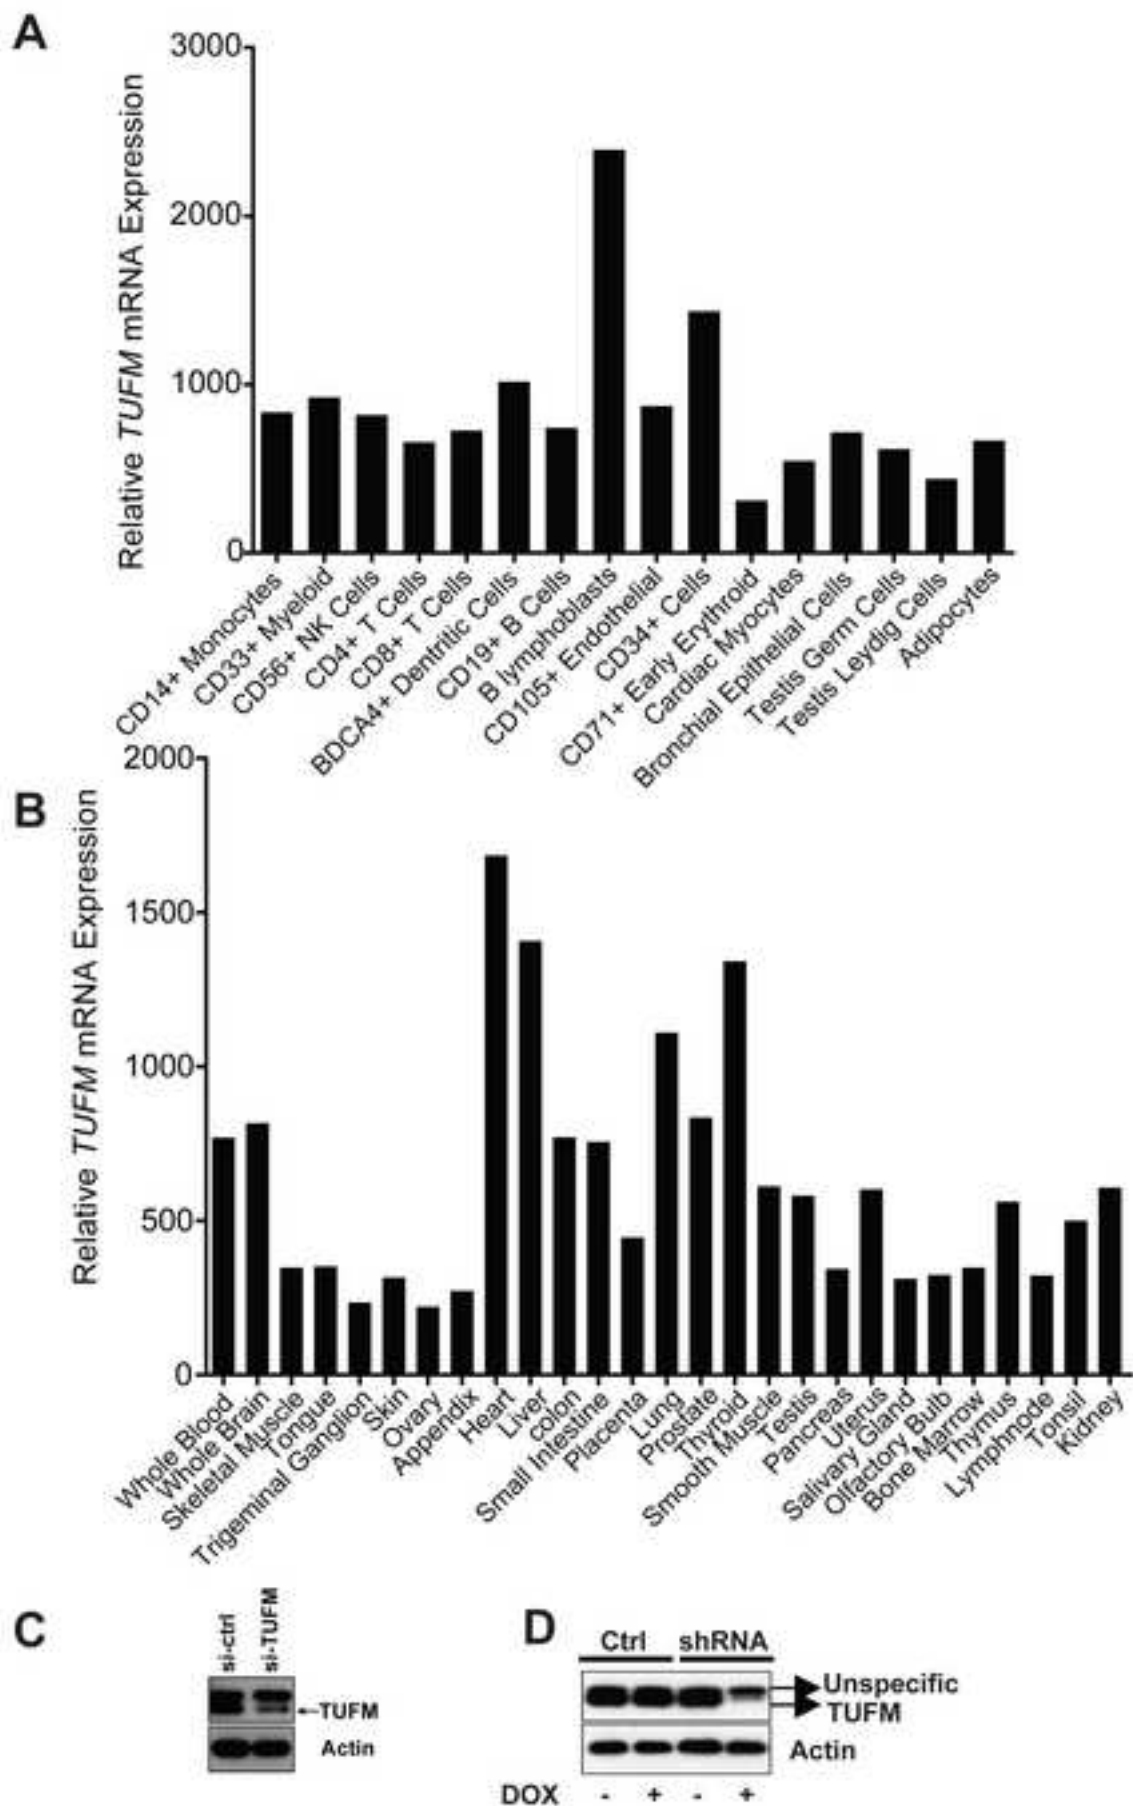 A
Relative TUFM mRNA Expression
3000
2000
1000
0
CD14+ Monocytes
CD33+ Myeloid
CD56+ NK Cells
CD4+ T Cells
CD8+ T Cells
BDCA4+ Dentritic Cells
CD19+ B Cells
B lymphoblasts
CD105+ Endothelial
CD34+ Cells
CD71+ Early Erythroid
Cardiac Myocytes
Bronchial Epithelial Cells
Testis Germ Cells
Testis Leydig Cells
Adipocytes
B
Relative TUFM mRNA Expression
2000
1500
1000
500
0
Whole Blood
Whole Brain
Skeletal Muscle
Tongue
Trigeminal Ganglion
Skin
Ovary
Appendix
Heart
Liver
colon
Small Intestine
Placenta
Lung
Prostate
Thyroid
Smooth Muscle
Testis
Pancreas
Uterus
Salivary Gland
Olfactory Bulb
Bone Marrow
Thymus
Lymphnode
Tonsil
Kidney
C
si-ctrl
si-TUFM
TUFM
Actin
D
Ctrl shRNA
Unspecific
TUFM
Actin
DOX - + - +